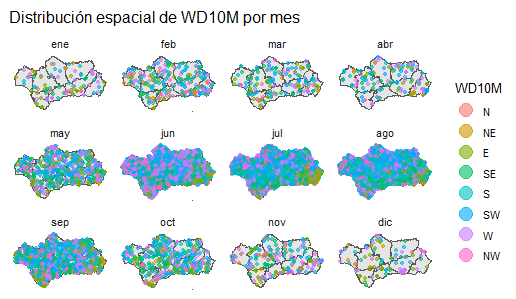 Distribución espacial de WD10M por mes
ene feb mar abr
may jun jul ago
sep oct nov dic
WD10M
N
NE
E
SE
S
SW
W
NW